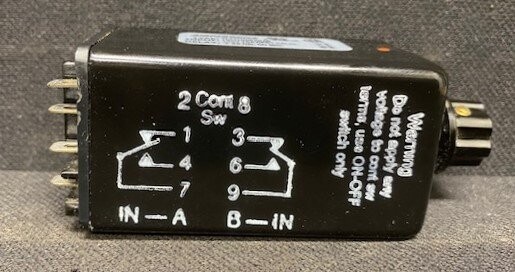 2 Cont 8
Sw
1 3
4 6
7 9
IN — A B — IN
Warning
Do not apply any
voltage to cont sw
terms, use ON-OFF
switch only